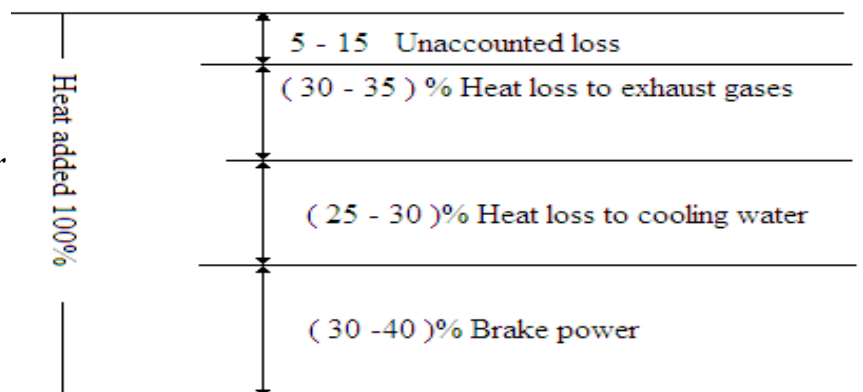 5 - 15 Unaccounted loss
( 30 - 35 ) % Heat loss to exhaust gases
Heat added 100%
r
( 25 - 30 )% Heat loss to cooling water
( 30 -40 )% Brake power